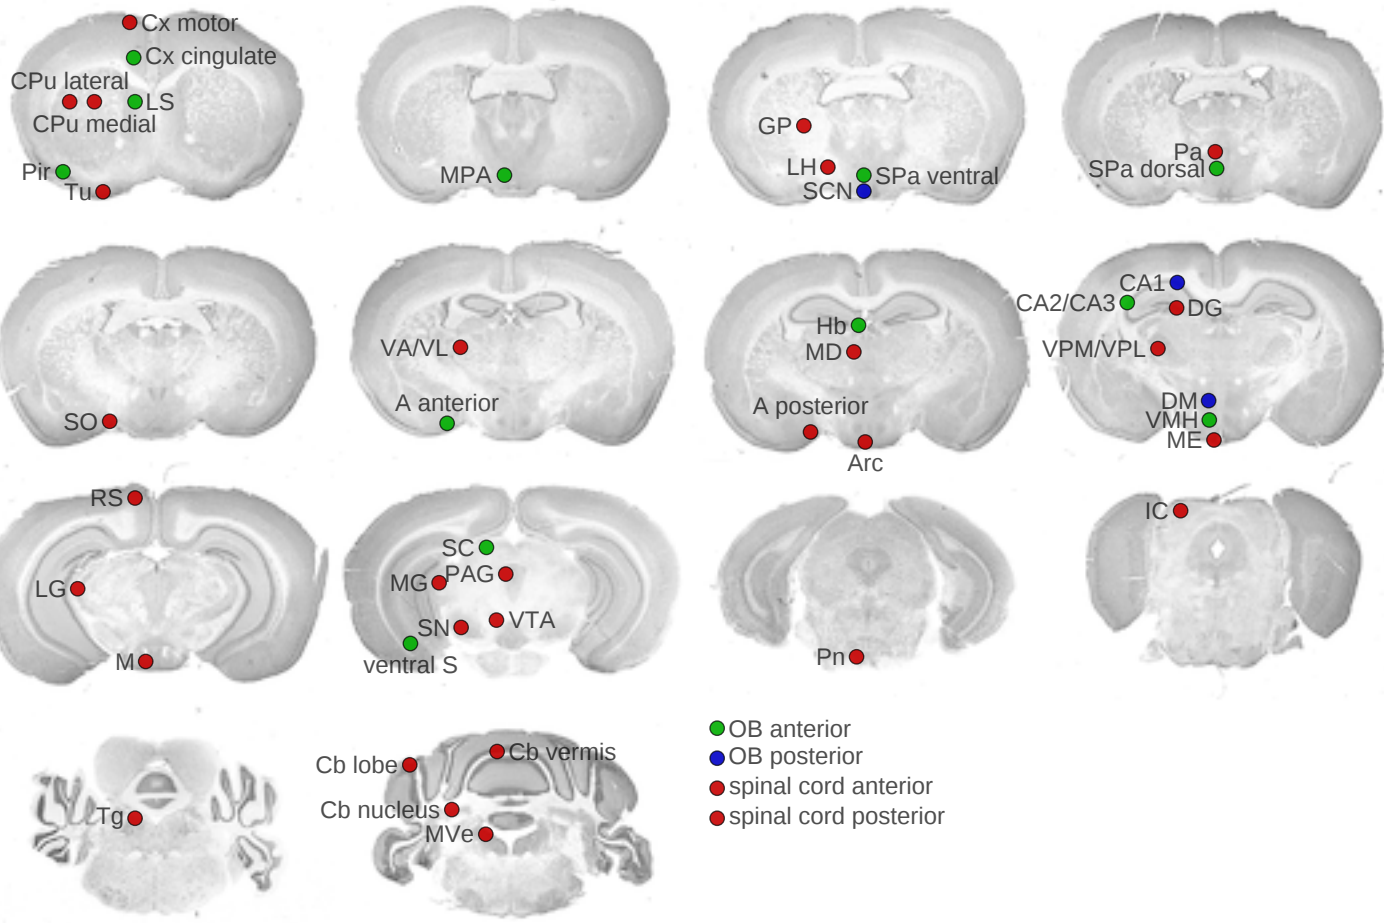 Cx motor
Cx cingulate
CPu lateral
LS
CPu medial
Pir
Tu
MPA
GP
LH
SPa ventral
SCN
Pa
SPa dorsal
SO
VA/VL
A anterior
Hb
MD
A posterior
Arc
CA1
CA2/CA3
DG
VPM/VPL
DM
VMH
ME
RS
LG
M
SC
MG
PAG
SN
VTA
ventral S
Pn
IC
Tg
Cb lobe
Cb vermis
Cb nucleus
MVe
OB anterior
OB posterior
spinal cord anterior
spinal cord posterior